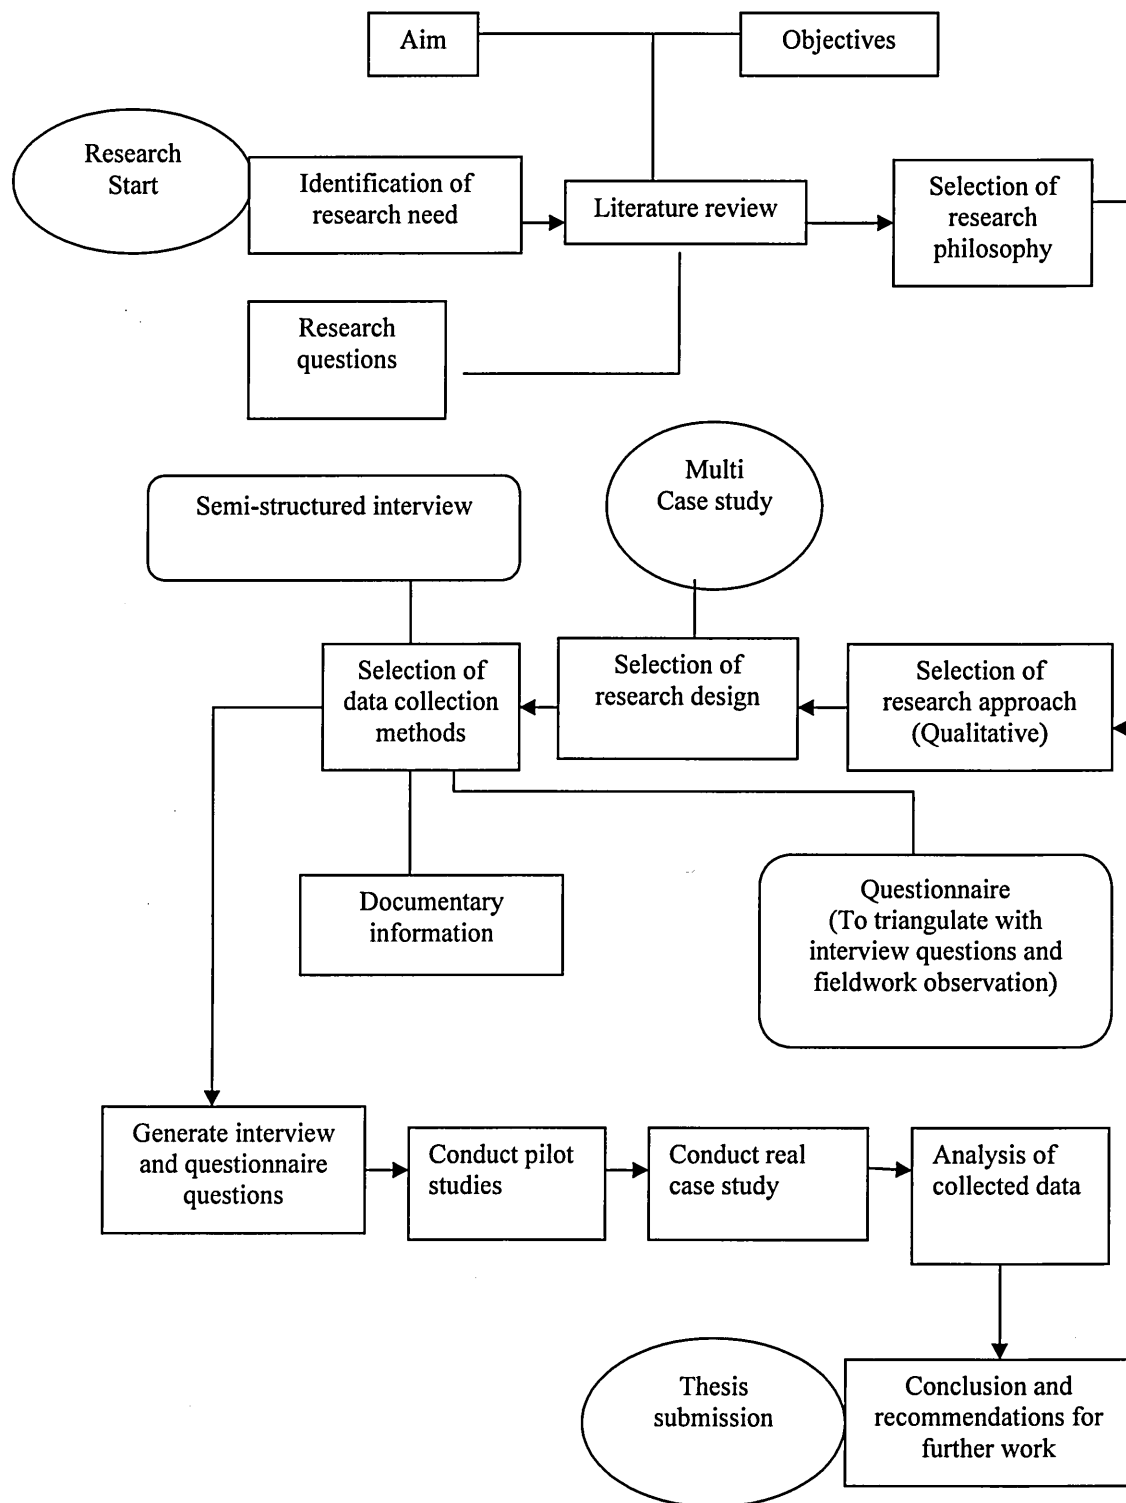 Aim
Objectives
Research
Start
Identification of
research need
Literature review
Selection of
research
philosophy
Research
questions
Multi
Case study
Semi-structured interview
Selection of
data collection
methods
Selection of
research design
Selection of
research approach
(Qualitative)
Documentary
information
Questionnaire
(To triangulate with
interview questions and
fieldwork observation)
Generate interview
and questionnaire
questions
Conduct pilot
studies
Conduct real
case study
Analysis of
collected data
Thesis
submission
Conclusion and
recommendations for
further work